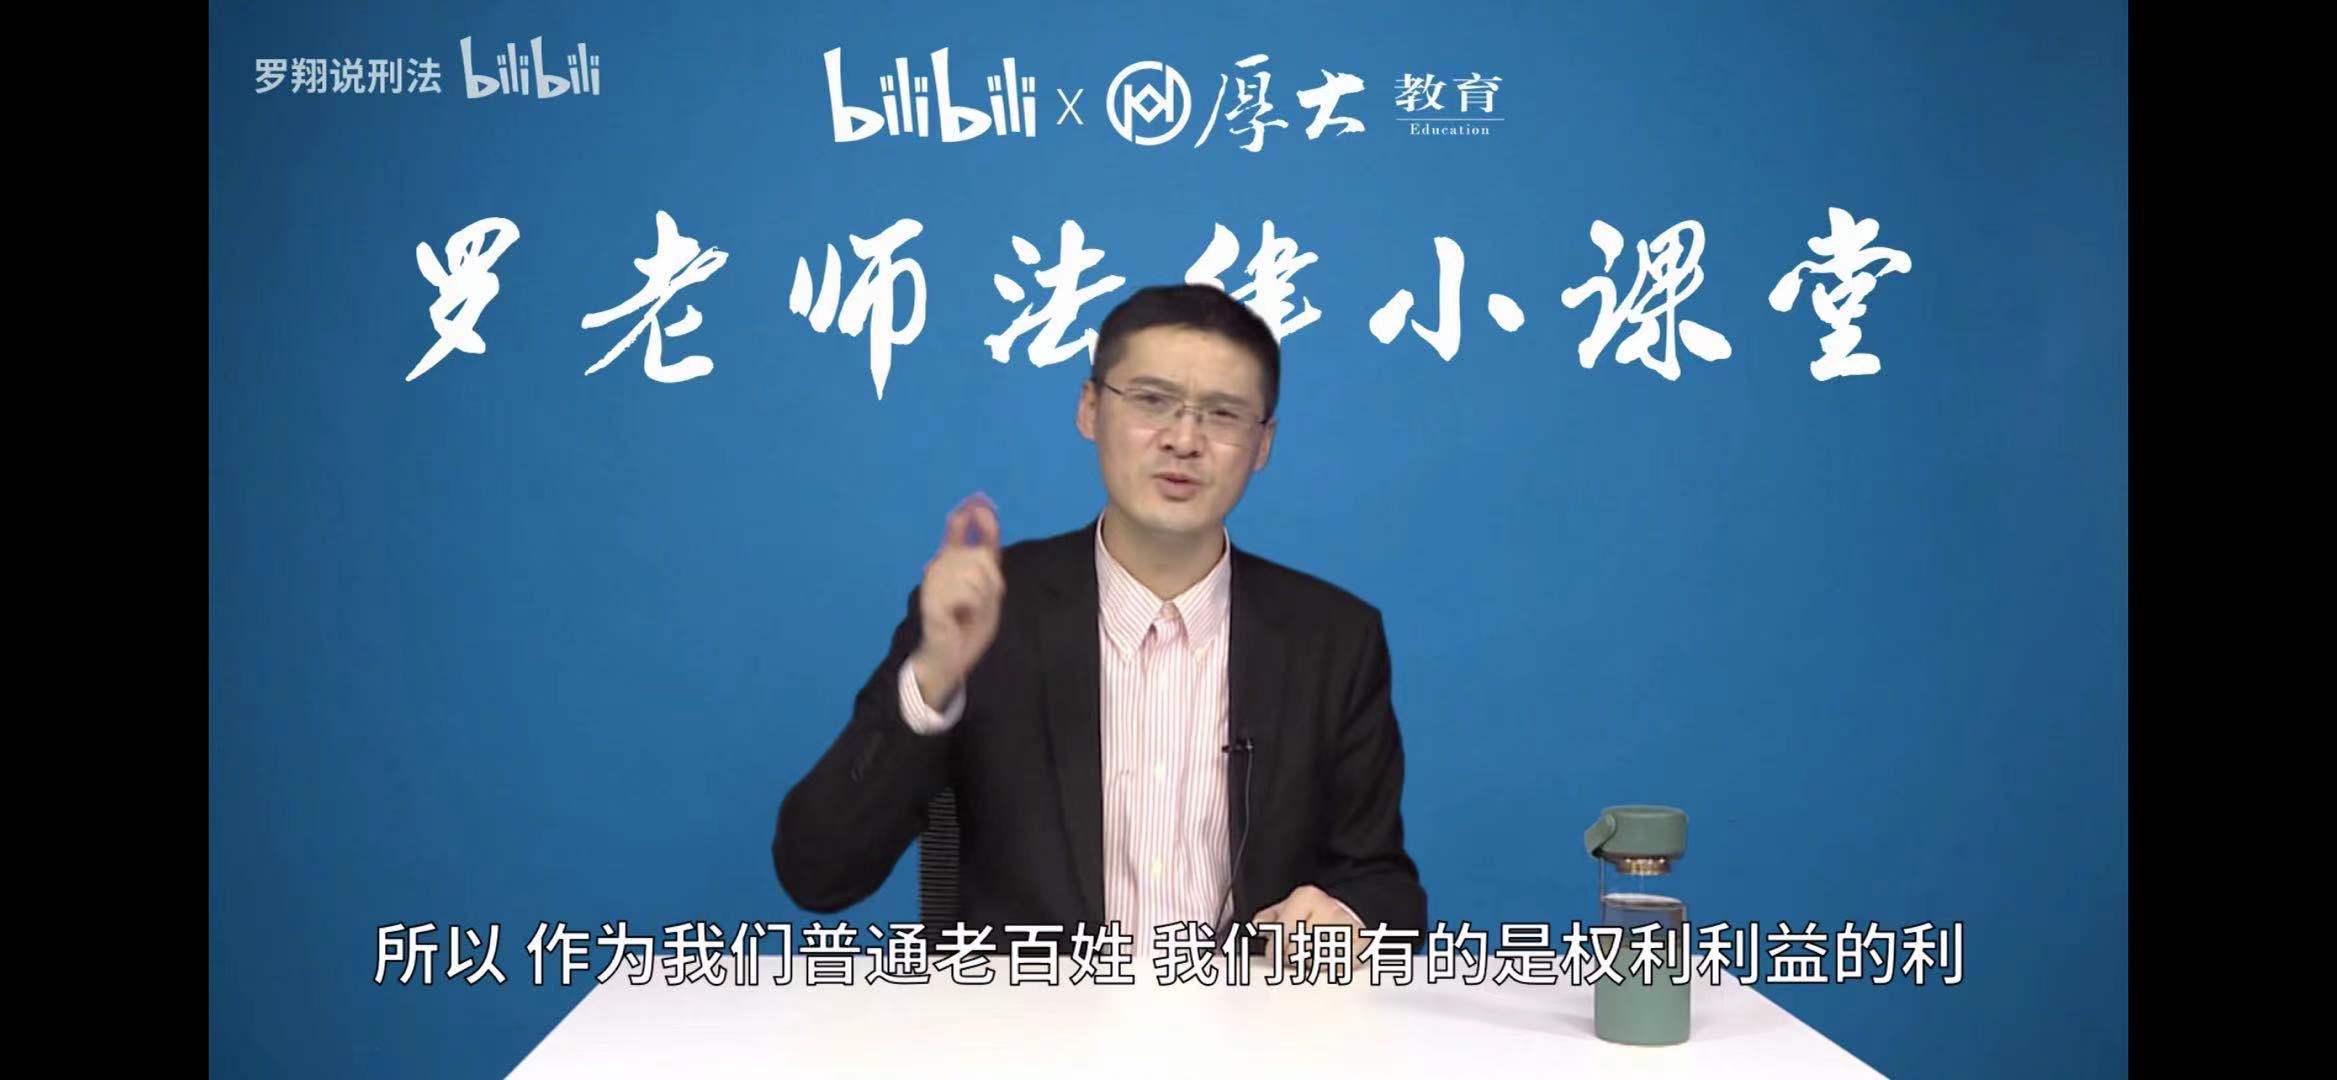 罗翔说刑法 bilibili
bilibili X 厚大 教育
Education
罗老师法律小课堂
所以 作为我们普通老百姓 我们拥有的是权利利益的利